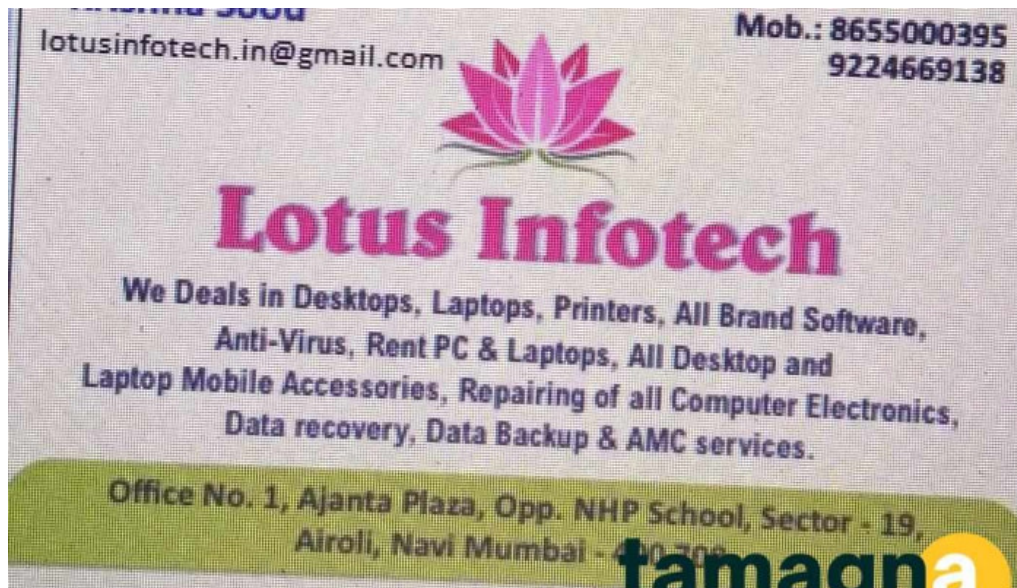 lotusinfotech.in@gmail.com
Mob.: 8655000395
9224669138
Lotus Infotech
We Deals in Desktops, Laptops, Printers, All Brand Software,
Anti-Virus, Rent PC & Laptops, All Desktop and
Laptop Mobile Accessories, Repairing of all Computer Electronics,
Data recovery, Data Backup & AMC services.
Office No. 1, Ajanta Plaza, Opp. NHP School, Sector - 19,
Airoli, Navi Mumbai -
tamagna